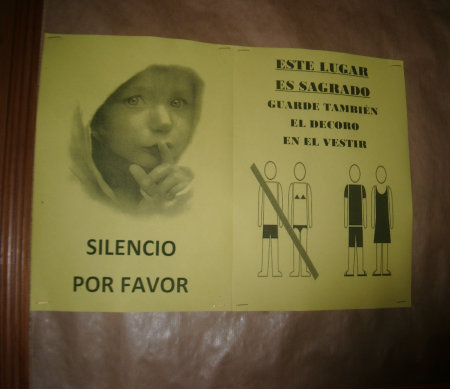 SILENCIO
POR FAVOR
ESTE LUGAR
ES SAGRADO
GUARDE TAMBIÉN
EL DECORO
EN EL VESTIR